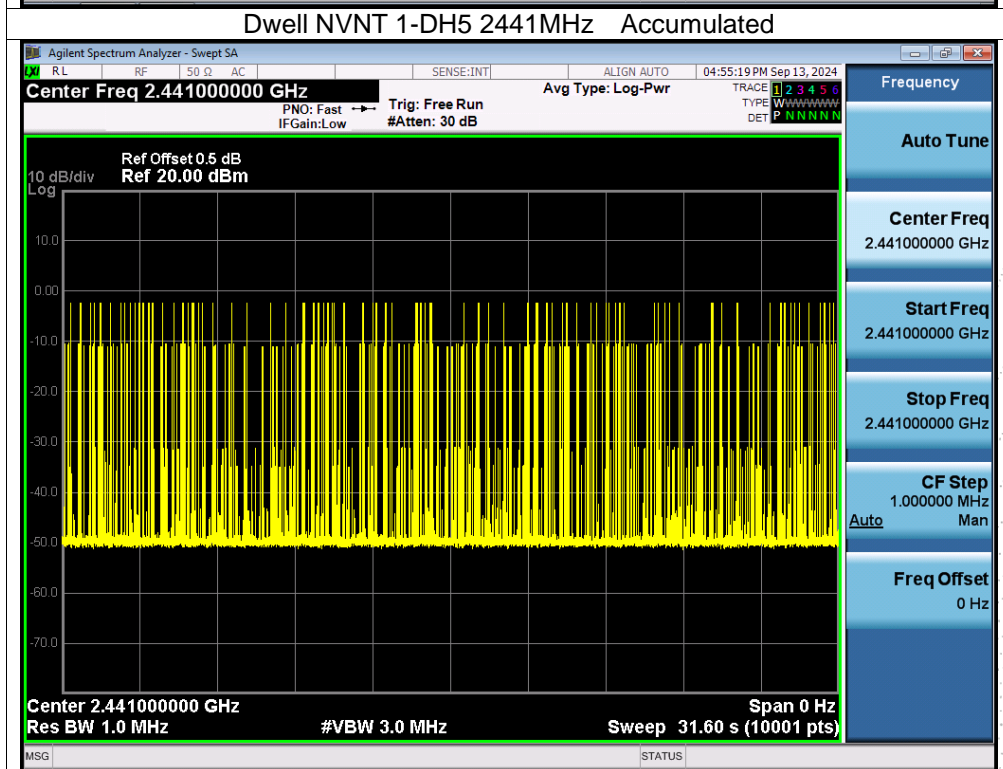 Dwell NVNT 1-DH5 2441MHz Accumulated
Agilent Spectrum Analyzer - Swept SA
LXI RL RF 50 Ω AC SENSE:INT ALIGN AUTO 04:55:19 PM Sep 13, 2024
Center Freq 2.441000000 GHz Avg Type: Log-Pwr TRACE 1 2 3 4 5 6
PNO: Fast Trig: Free Run TYPE WWWWWWW
IFGain:Low #Atten: 30 dB DET P N N N N N
Frequency
Auto Tune
Center Freq
2.441000000 GHz
Start Freq
2.441000000 GHz
Stop Freq
2.441000000 GHz
CF Step
1.000000 MHz
Auto Man
Freq Offset
0 Hz
Ref Offset 0.5 dB
10 dB/div Ref 20.00 dBm
Log
10.0
0.00
-10.0
-20.0
-30.0
-40.0
-50.0
-60.0
-70.0
Center 2.441000000 GHz Span 0 Hz
Res BW 1.0 MHz #VBW 3.0 MHz Sweep 31.60 s (10001 pts)
MSG STATUS